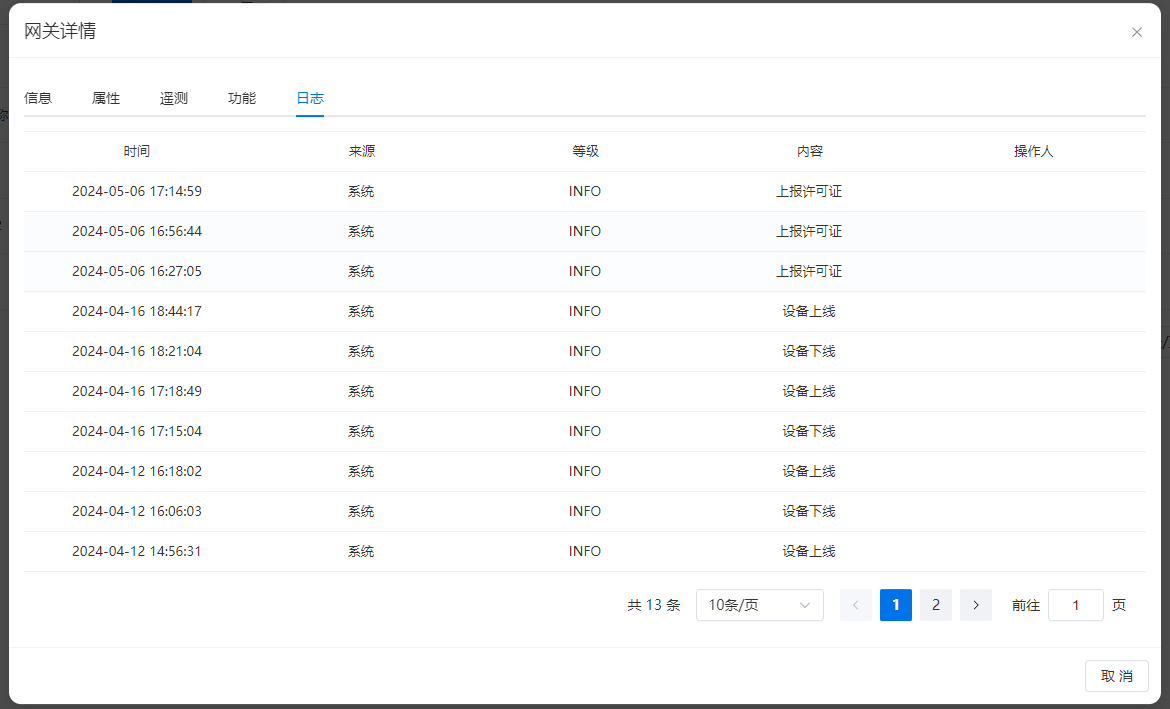 网关详情
信息 属性 遥测 功能 日志
时间 来源 等级 内容 操作人
2024-05-06 17:14:59 系统 INFO 上报许可证
2024-05-06 16:56:44 系统 INFO 上报许可证
2024-05-06 16:27:05 系统 INFO 上报许可证
2024-04-16 18:44:17 系统 INFO 设备上线
2024-04-16 18:21:04 系统 INFO 设备下线
2024-04-16 17:18:49 系统 INFO 设备上线
2024-04-16 17:15:04 系统 INFO 设备下线
2024-04-12 16:18:02 系统 INFO 设备上线
2024-04-12 16:06:03 系统 INFO 设备下线
2024-04-12 14:56:31 系统 INFO 设备上线
共 13 条 10条/页 1 2 前往 1 页
取 消